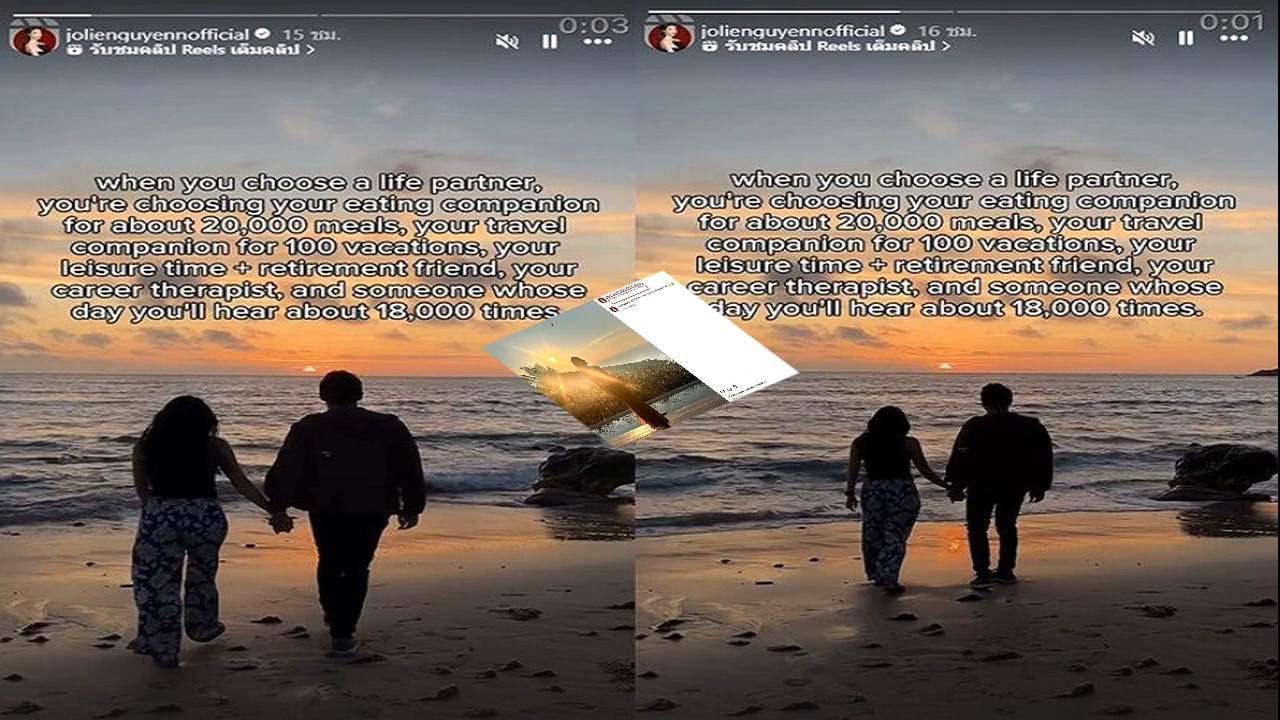 jolienguyennofficial 15 ชม.
รับชมคลิป Reels เต็มคลิป >
0:03
when you choose a life partner,
you're choosing your eating companion
for about 20,000 meals, your travel
companion for 100 vacations, your
leisure time + retirement friend, your
career therapist, and someone whose
day you'll hear about 18,000 times.
jolienguyennofficial 16 ชม.
รับชมคลิป Reels เต็มคลิป >
0:01
when you choose a life partner,
you're choosing your eating companion
for about 20,000 meals, your travel
companion for 100 vacations, your
leisure time + retirement friend, your
career therapist, and someone whose
day you'll hear about 18,000 times.